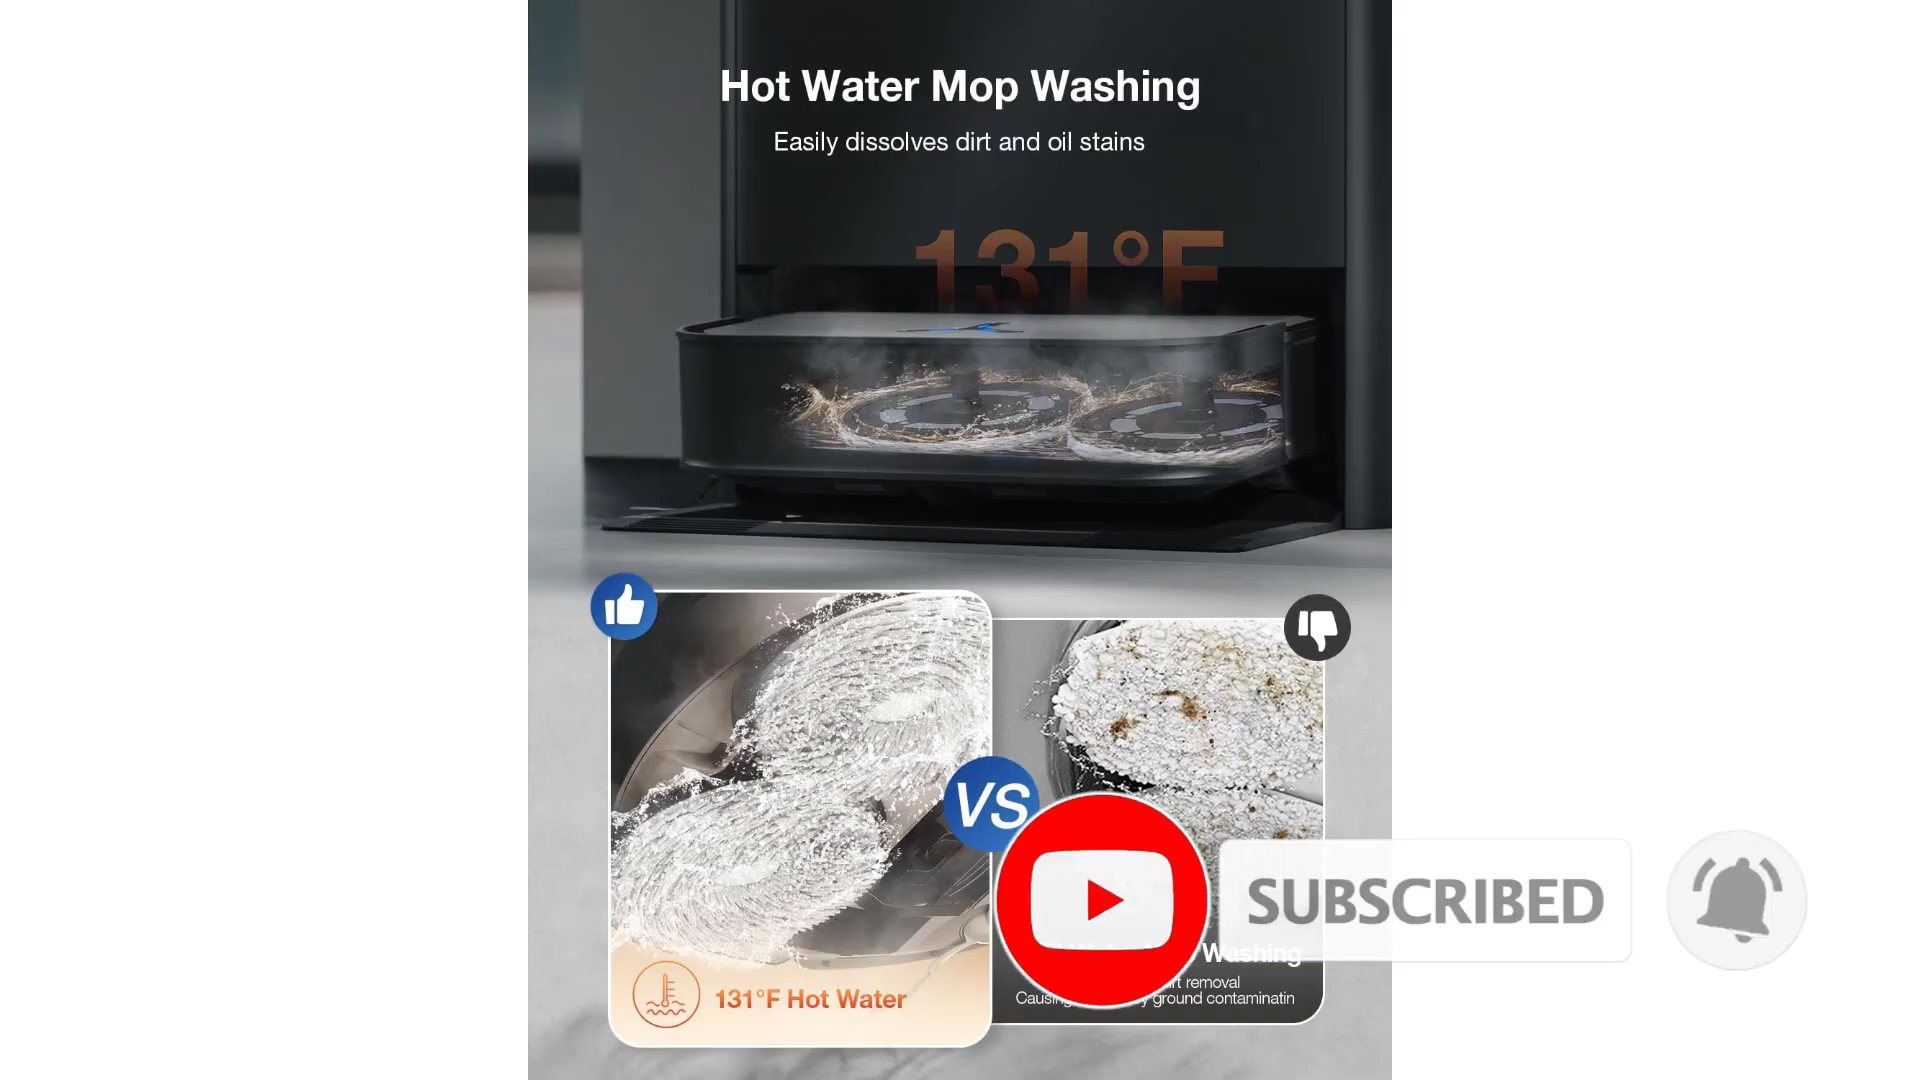 Hot Water Mop Washing
Easily dissolves dirt and oil stains
131°F
VS
SUBSCRIBED
Washing
removal
131°F Hot Water
ground contaminatin